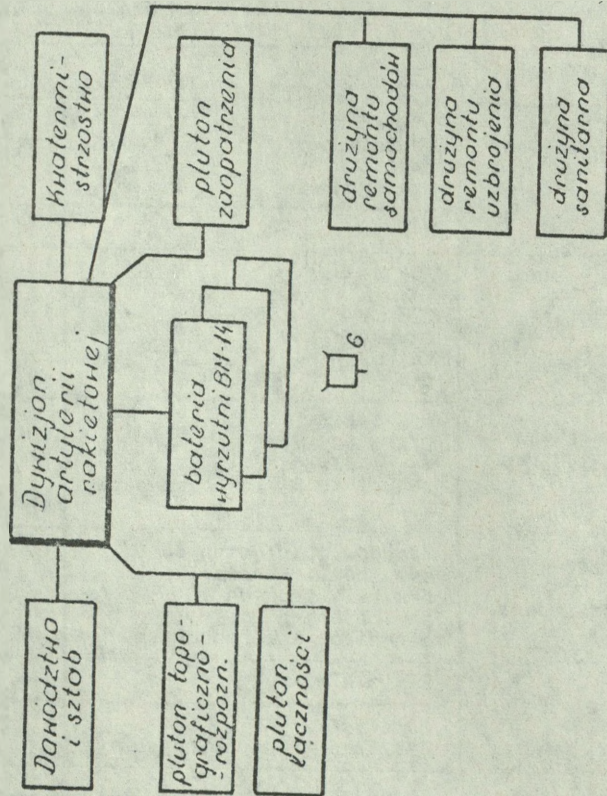 Dywizjon
artylerii
rakietowej
Dowództwo
i sztab
Kwatermi-
strzostwo
pluton topo-
graficzno-
-rozpozn.
pluton
łączności
bateria
wyrzutni BM-14
6
pluton
zaopatrzenia
drużyna
remontu
samochodów
drużyna
remontu
uzbrojenia
drużyna
sanitarna